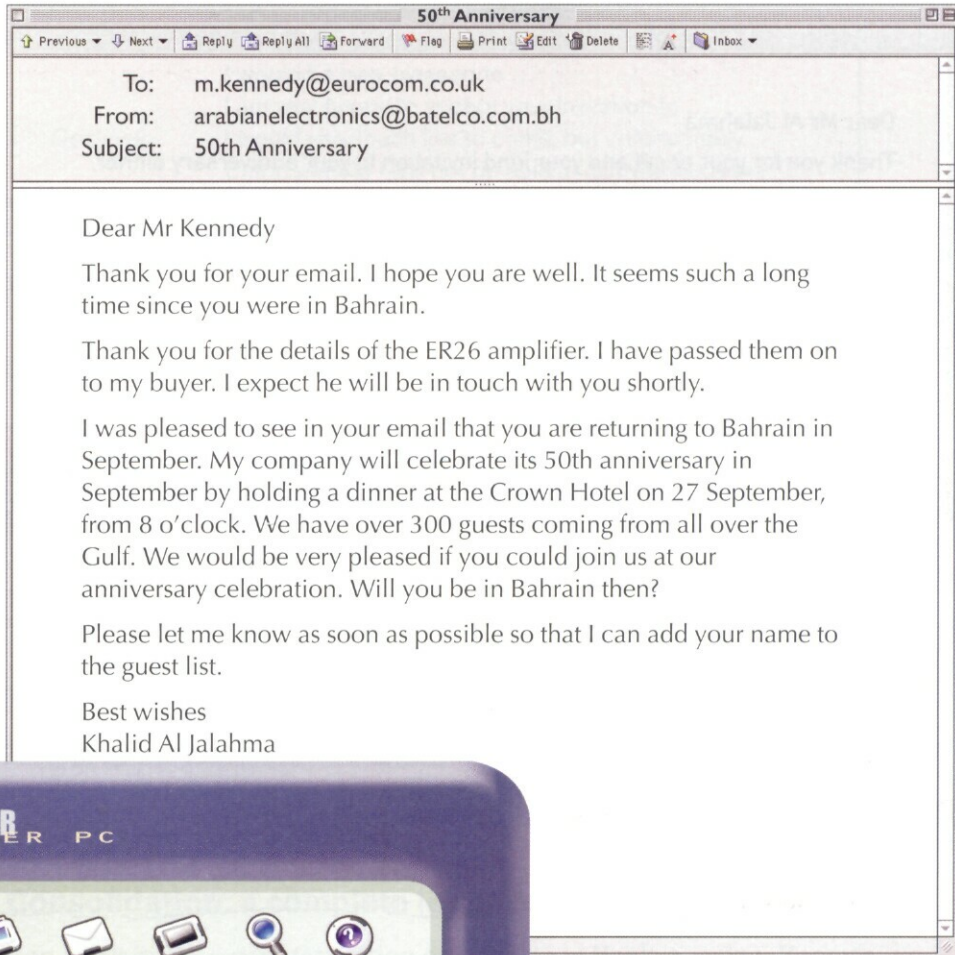 50th Anniversary
Previous Next Reply Reply All Forward Flag Print Edit Delete Inbox
To: m.kennedy@eurocom.co.uk
From: arabianelectronics@batelco.com.bh
Subject: 50th Anniversary
Dear Mr Kennedy
Thank you for your email. I hope you are well. It seems such a long
time since you were in Bahrain.
Thank you for the details of the ER26 amplifier. I have passed them on
to my buyer. I expect he will be in touch with you shortly.
I was pleased to see in your email that you are returning to Bahrain in
September. My company will celebrate its 50th anniversary in
September by holding a dinner at the Crown Hotel on 27 September,
from 8 o'clock. We have over 300 guests coming from all over the
Gulf. We would be very pleased if you could join us at our
anniversary celebration. Will you be in Bahrain then?
Please let me know as soon as possible so that I can add your name to
the guest list.
Best wishes
Khalid Al Jalahma
PC